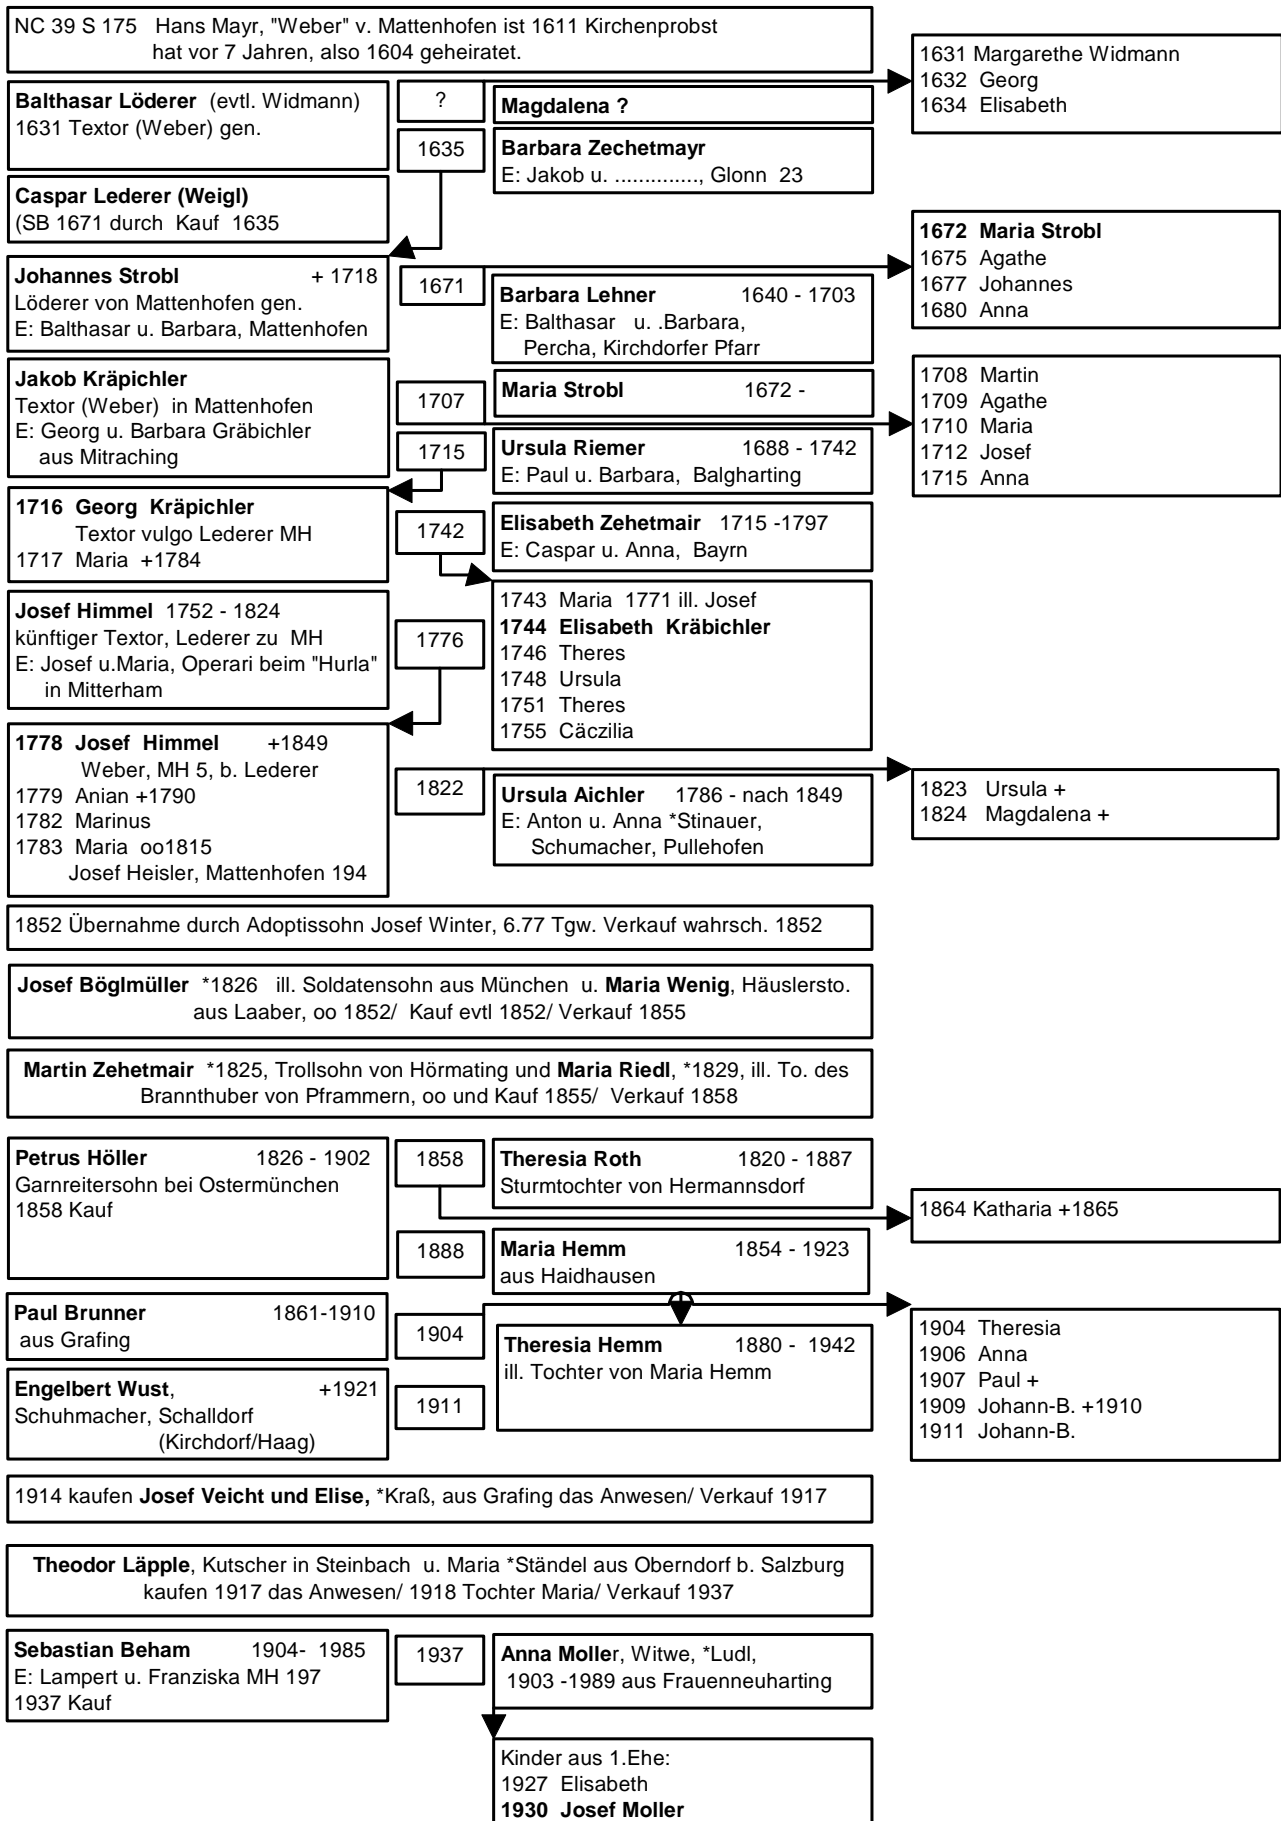 NC 39 S 175   Hans Mayr, "Weber" v. Mattenhofen ist 1611 Kirchenprobst
hat vor 7 Jahren, also 1604 geheiratet.
Balthasar Löderer  (evtl. Widmann)
1631 Textor (Weber) gen.
?
Magdalena ?
1631 Margarethe Widmann
1632  Georg
1634  Elisabeth
1635
Barbara Zechetmayr
E: Jakob u. .............., Glonn  23
Caspar Lederer (Weigl)
(SB 1671 durch  Kauf  1635
Johannes Strobl + 1718
Löderer von Mattenhofen gen.
E: Balthasar u. Barbara, Mattenhofen
1671
Barbara Lehner 1640 - 1703
E: Balthasar   u. .Barbara,
Percha, Kirchdorfer Pfarr
1672  Maria Strobl
1675  Agathe
1677  Johannes
1680  Anna
Jakob Kräpichler
Textor (Weber)  in Mattenhofen
E: Georg u. Barbara Gräbichler
aus Mitraching
1707
Maria Strobl 1672 -
1708  Martin
1709  Agathe
1710  Maria
1712  Josef
1715  Anna
1715
Ursula Riemer 1688 - 1742
E: Paul u. Barbara,  Balgharting
1716  Georg  Kräpichler
Textor vulgo Lederer MH
1717  Maria  +1784
1742
Elisabeth Zehetmair   1715 -1797
E: Caspar u. Anna,  Bayrn
1743  Maria  1771 ill. Josef
1744  Elisabeth  Kräbichler
1746  Theres
1748  Ursula
1751  Theres
1755  Cäczilia
Josef Himmel  1752 - 1824
künftiger Textor, Lederer zu  MH
E: Josef u.Maria, Operari beim "Hurla"
in Mitterham
1776
1778  Josef  Himmel +1849
Weber, MH 5, b. Lederer
1779  Anian +1790
1782  Marinus
1783  Maria  oo1815
Josef Heisler, Mattenhofen 194
1822
Ursula Aichler    1786 - nach 1849
E: Anton u. Anna *Stinauer,
Schumacher, Pullehofen
1823   Ursula +
1824   Magdalena +
1852 Übernahme durch Adoptissohn Josef Winter, 6.77 Tgw. Verkauf wahrsch. 1852
Josef Böglmüller  *1826   ill. Soldatensohn aus München  u. Maria Wenig, Häuslersto.
aus Laaber, oo 1852/  Kauf evtl 1852/ Verkauf 1855
Martin Zehetmair  *1825, Trollsohn von Hörmating und Maria Riedl, *1829, ill. To. des
Brannthuber von Pframmern, oo und Kauf 1855/  Verkauf 1858
Petrus Höller 1826 - 1902
Garnreitersohn bei Ostermünchen
1858 Kauf
1858
Theresia Roth 1820 - 1887
Sturmtochter von Hermannsdorf
1864 Katharia +1865
1888
Maria Hemm 1854 - 1923
aus Haidhausen
Paul Brunner 1861-1910
aus Grafing
1904
Theresia Hemm 1880 -  1942
ill. Tochter von Maria Hemm
1904  Theresia
1906  Anna
1907  Paul +
1909  Johann-B. +1910
1911  Johann-B.
Engelbert Wust, +1921
Schuhmacher, Schalldorf
(Kirchdorf/Haag)
1911
1914 kaufen Josef Veicht und Elise, *Kraß, aus Grafing das Anwesen/ Verkauf 1917
Theodor Läpple, Kutscher in Steinbach  u. Maria *Ständel aus Oberndorf b. Salzburg
kaufen 1917 das Anwesen/ 1918 Tochter Maria/ Verkauf 1937
Sebastian Beham 1904-  1985
E: Lampert u. Franziska MH 197
1937 Kauf
1937
Anna Moller, Witwe, *Ludl,
1903 -1989 aus Frauenneuharting
Kinder aus 1.Ehe:
1927  Elisabeth
1930  Josef Moller